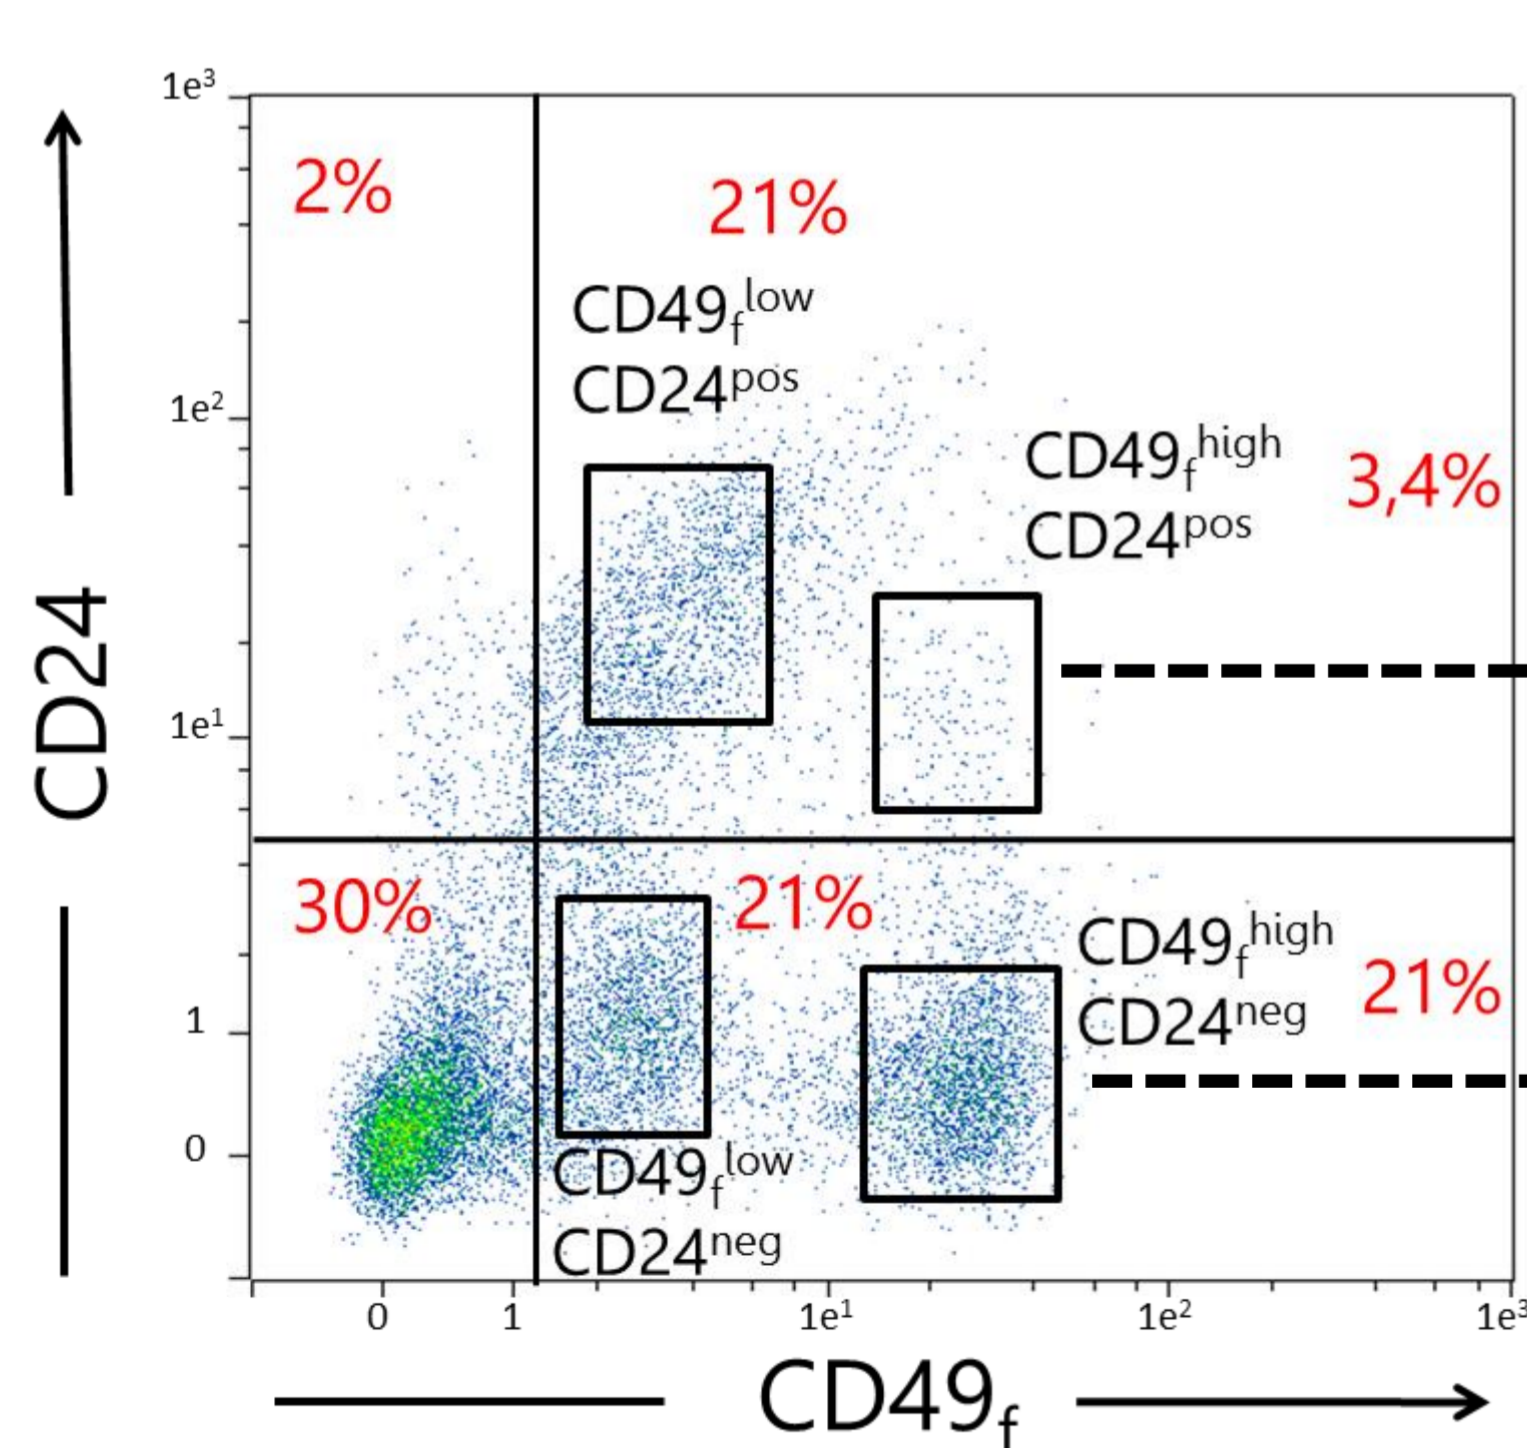 1e³
2%
21%
CD49fˡᵒʷ
CD24ᵖᵒˢ
1e²
CD49fʰⁱᵍʰ
3,4%
CD24ᵖᵒˢ
CD24
1e¹
30%
21%
CD49fʰⁱᵍʰ
21%
CD24ⁿᵉᵍ
1
0
CD49fˡᵒʷ
CD24ⁿᵉᵍ
0 1 1e¹ 1e² 1e³
CD49f